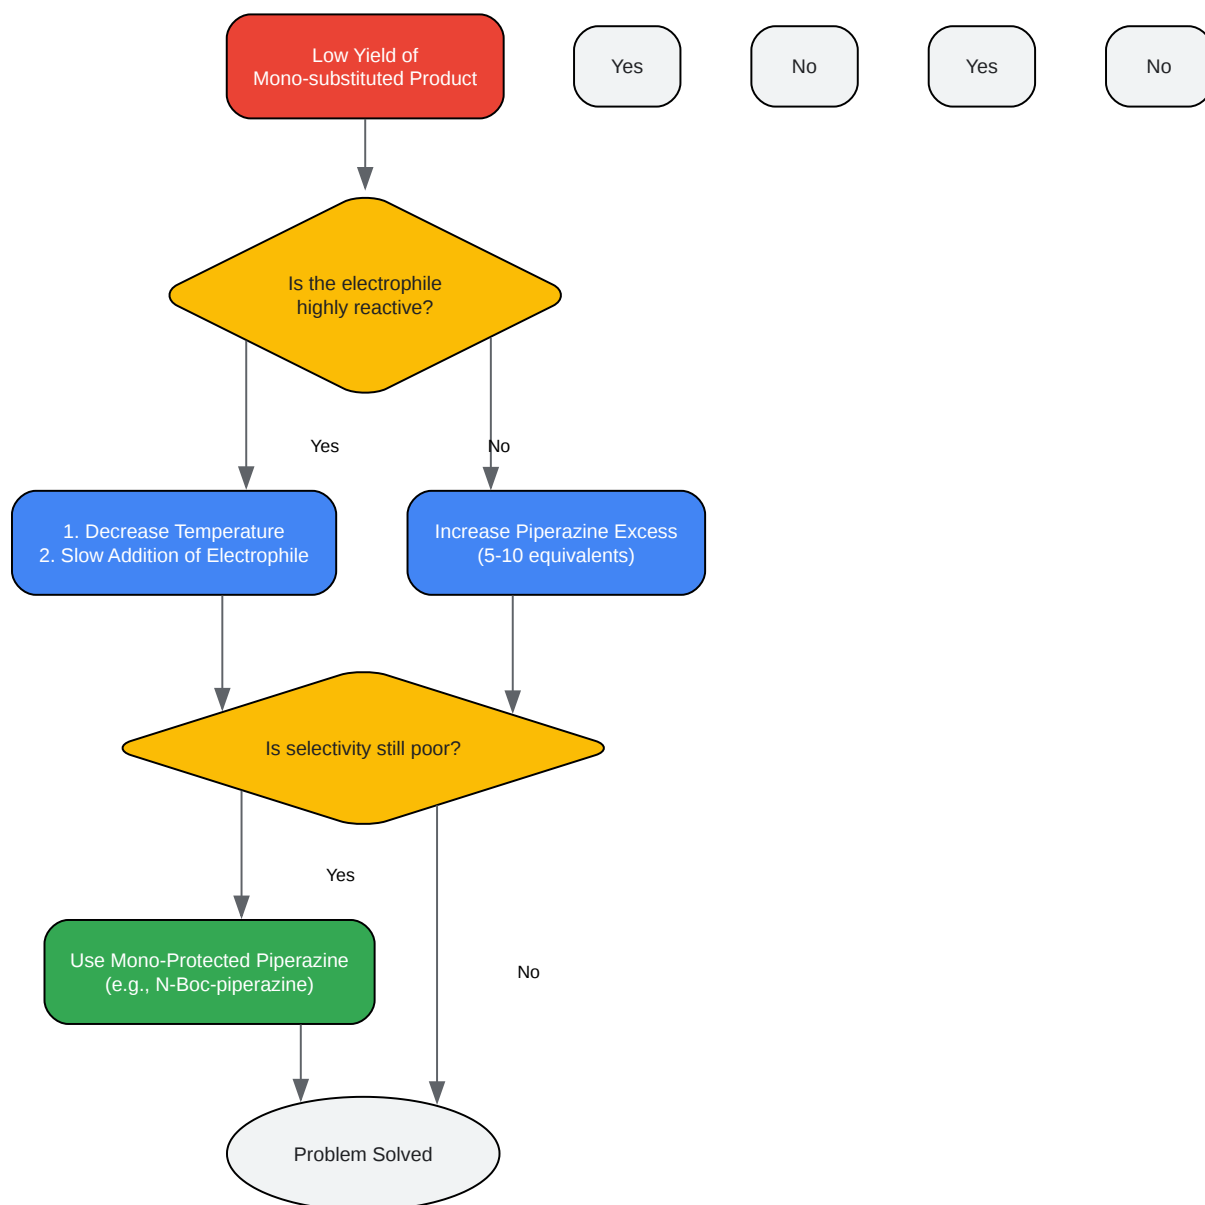 Low Yield of
Mono-substituted Product
Yes
No
Yes
No
Is the electrophile
highly reactive?
Yes
No
1. Decrease Temperature
2. Slow Addition of Electrophile
Increase Piperazine Excess
(5-10 equivalents)
Is selectivity still poor?
Yes
Use Mono-Protected Piperazine
(e.g., N-Boc-piperazine)
No
Problem Solved